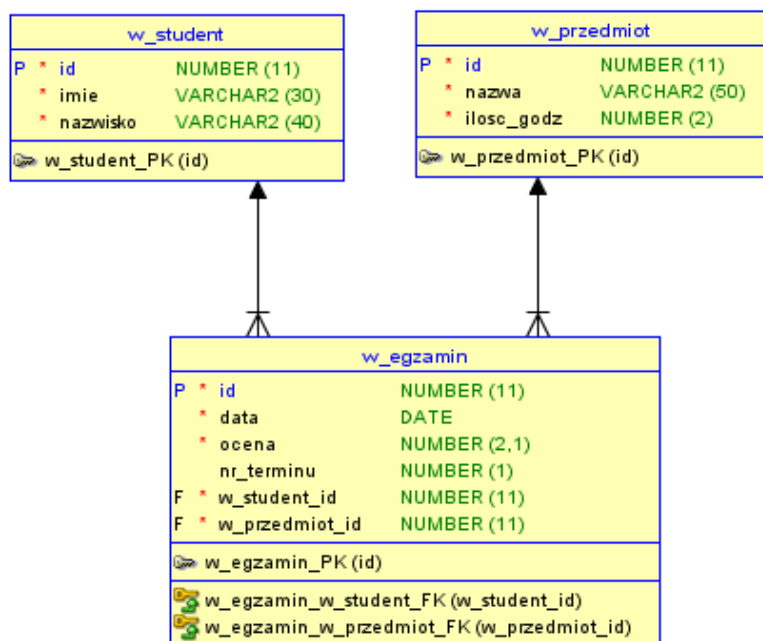 w_student
P * id NUMBER (11)
* imie VARCHAR2 (30)
* nazwisko VARCHAR2 (40)
w_student_PK (id)
w_przedmiot
P * id NUMBER (11)
* nazwa VARCHAR2 (50)
* ilosc_godz NUMBER (2)
w_przedmiot_PK (id)
w_egzamin
P * id NUMBER (11)
* data DATE
* ocena NUMBER (2,1)
nr_terminu NUMBER (1)
F * w_student_id NUMBER (11)
F * w_przedmiot_id NUMBER (11)
w_egzamin_PK (id)
w_egzamin_w_student_FK (w_student_id)
w_egzamin_w_przedmiot_FK (w_przedmiot_id)